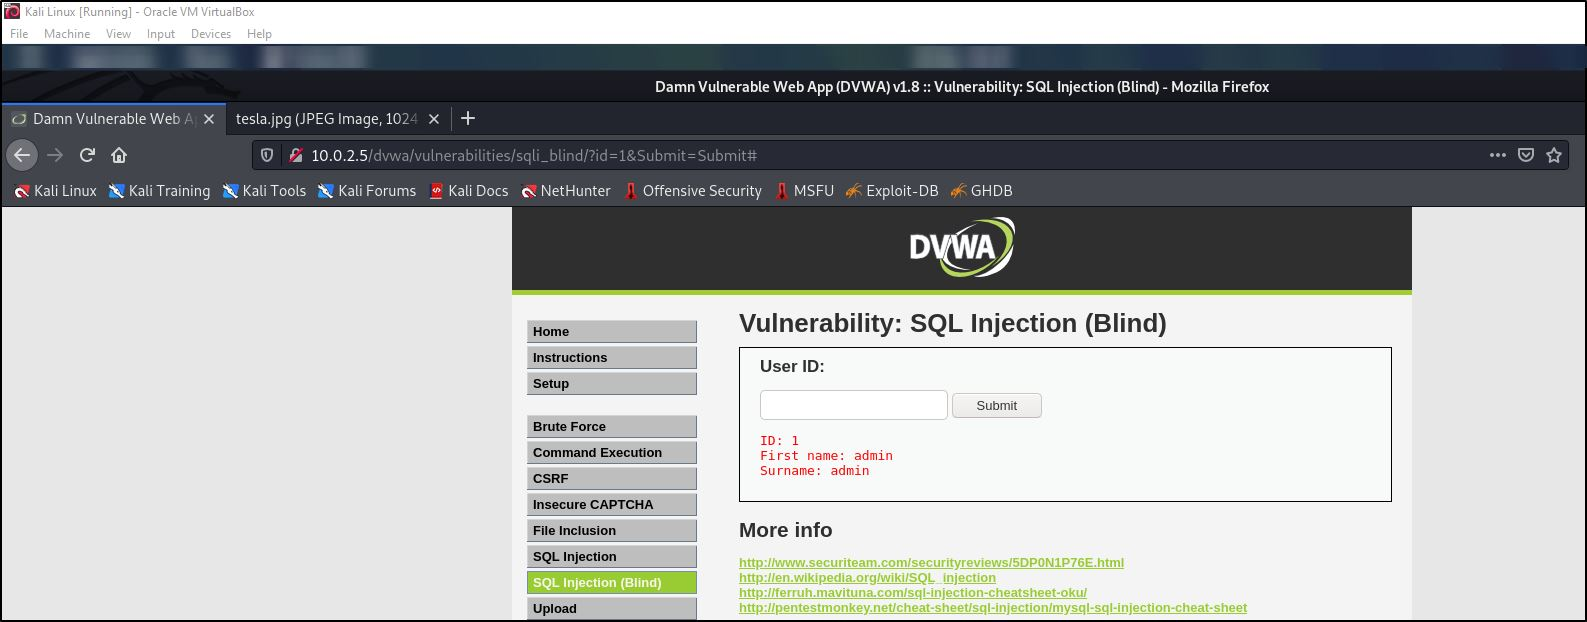 Kali Linux [Running] - Oracle VM VirtualBox
File Machine View Input Devices Help
Damn Vulnerable Web App (DVWA) v1.8 :: Vulnerability: SQL Injection (Blind) - Mozilla Firefox
Damn Vulnerable Web A tesla.jpg (JPEG Image, 1024
10.0.2.5/dvwa/vulnerabilities/sqli_blind/?id=1&Submit=Submit#
Kali Linux Kali Training Kali Tools Kali Forums Kali Docs NetHunter Offensive Security MSFU Exploit-DB GHDB
DVWA
Home
Instructions
Setup
Brute Force
Command Execution
CSRF
Insecure CAPTCHA
File Inclusion
SQL Injection
SQL Injection (Blind)
Upload
Vulnerability: SQL Injection (Blind)
User ID:
Submit
ID: 1
First name: admin
Surname: admin
More info
http://www.securiteam.com/securityreviews/5DP0N1P76E.html
http://en.wikipedia.org/wiki/SQL_injection
http://ferruh.mavituna.com/sql-injection-cheatsheet-oku/
http://pentestmonkey.net/cheat-sheet/sql-injection/mysql-sql-injection-cheat-sheet